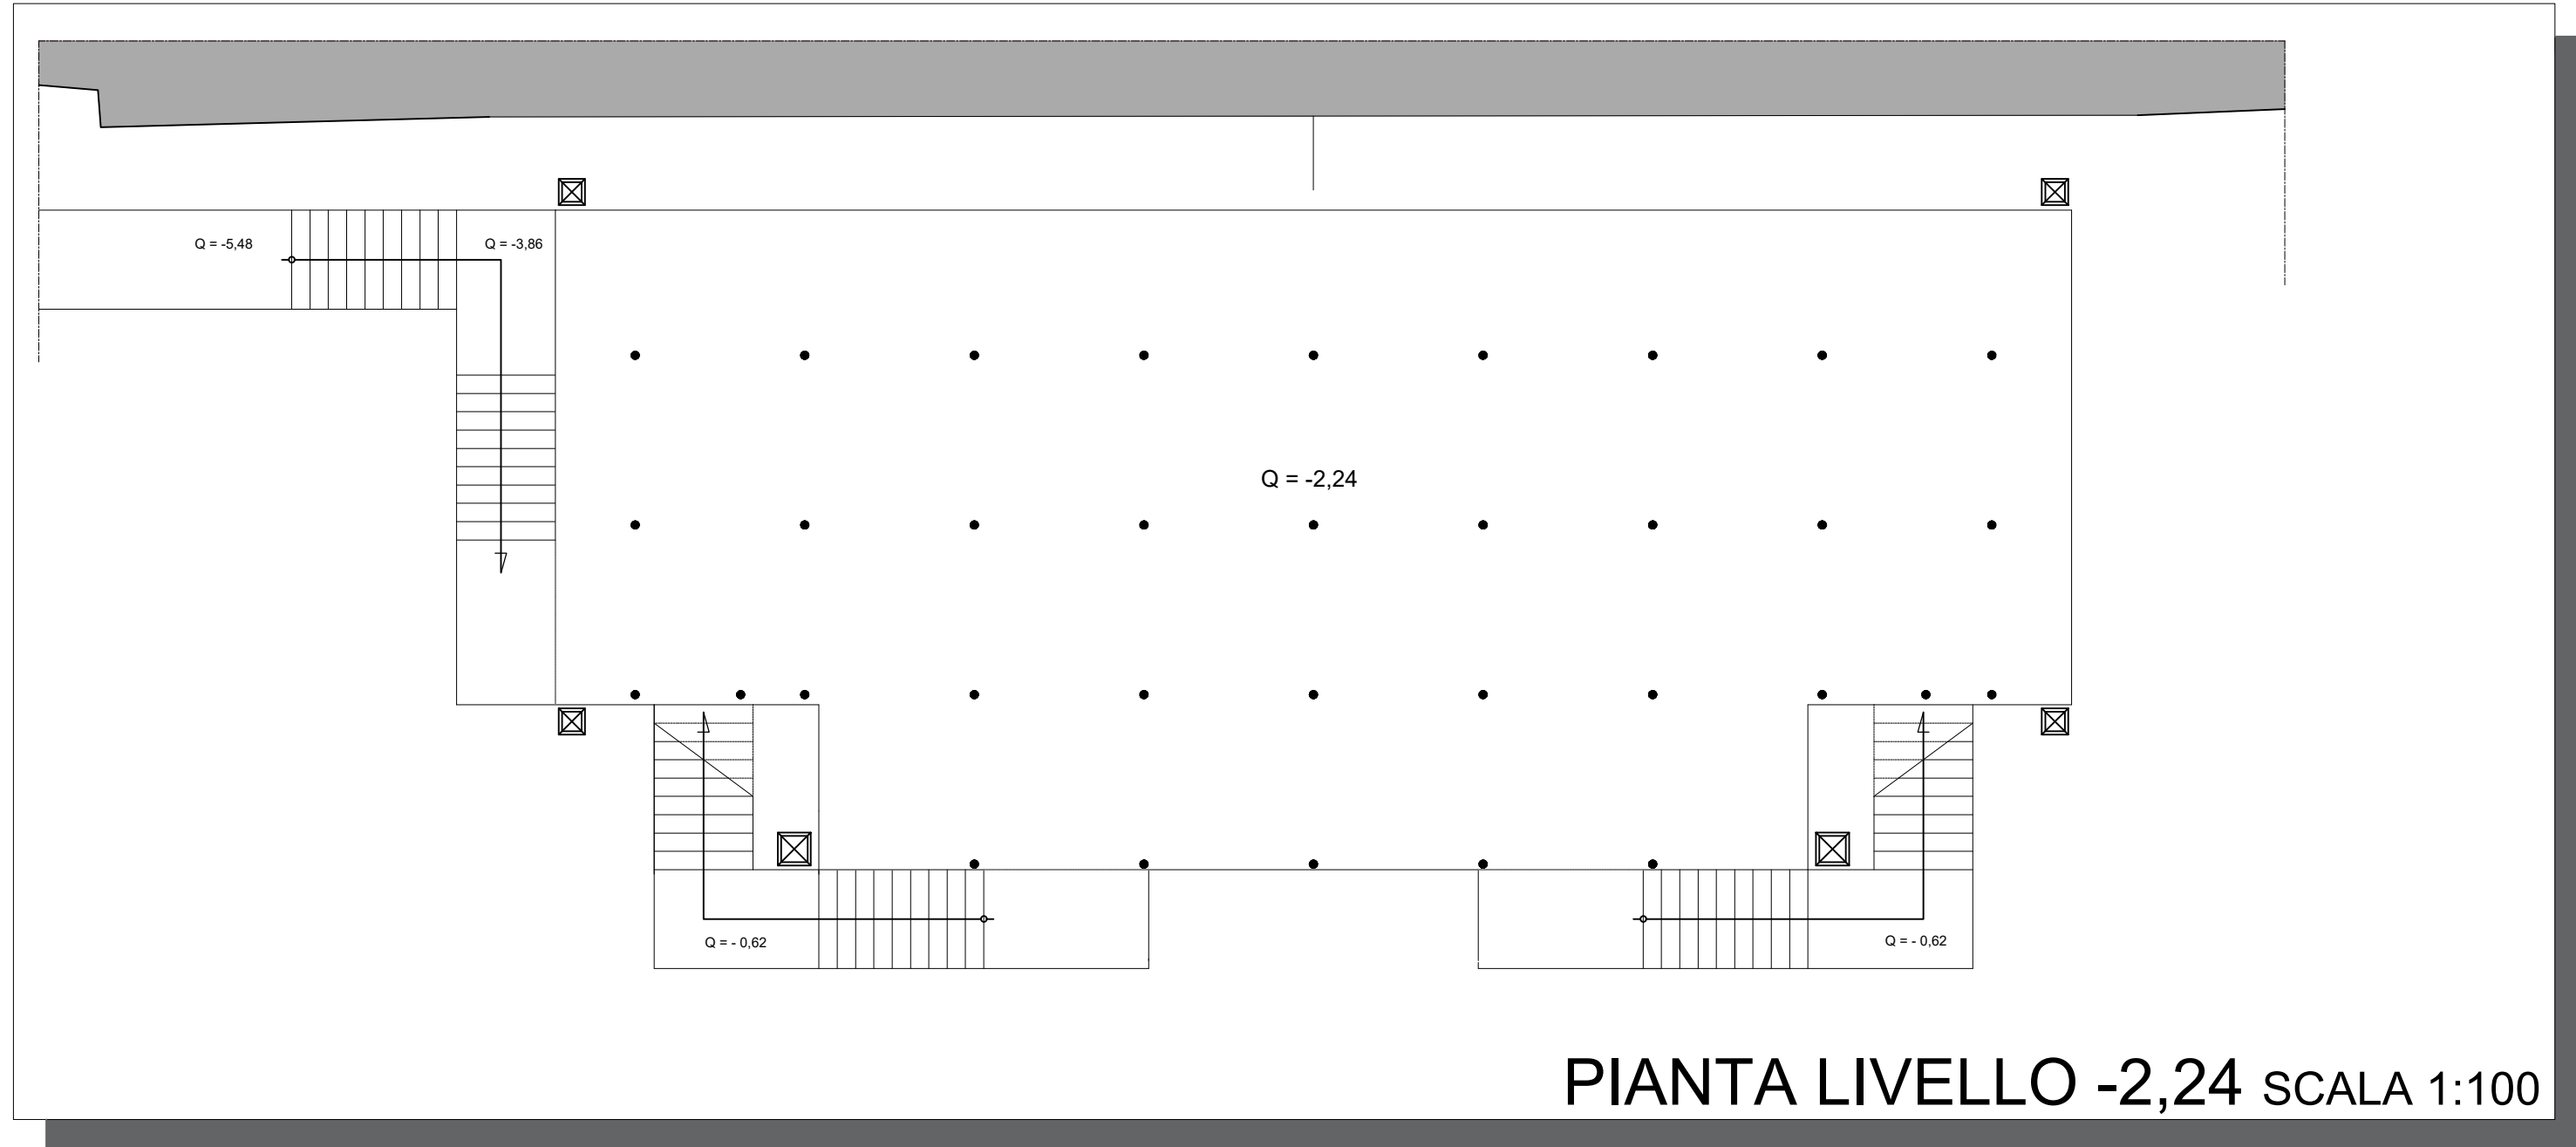 Q = -5,48
Q = -3,86
Q = -2,24
Q = - 0,62
Q = - 0,62
PIANTA LIVELLO -2,24 SCALA 1:100